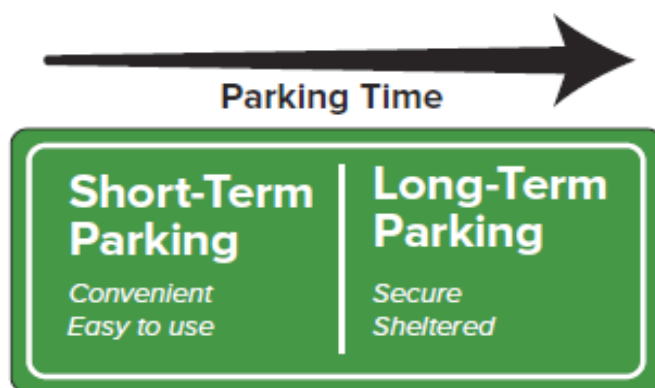 Parking Time
Short-Term
Parking
Convenient
Easy to use
Long-Term
Parking
Secure
Sheltered